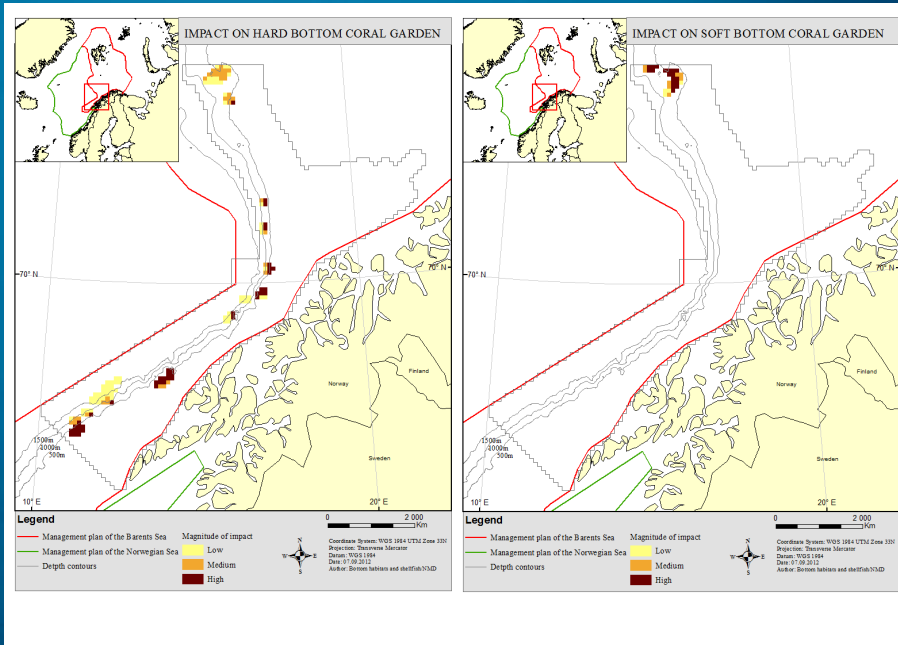 IMPACT ON HARD BOTTOM CORAL GARDEN
70° N
70° N
Finland
Norway
Sweden
1500m
1000m
500m
10° E
20° E
Legend
Management plan of the Barents Sea
Management plan of the Norwegian Sea
Detpth contours
Magnitude of impact
Low
Medium
High
N
W E
S
0 2 000
Km
Coordinate System: WGS 1984 UTM Zone 33N
Projection: Transverse Mercator
Datum: WGS 1984
Date: 07.09.2012
Author: Bottom habitats and shellfish/NMD
IMPACT ON SOFT BOTTOM CORAL GARDEN
70° N
70° N
Finland
Norway
Sweden
1500m
1000m
500m
10° E
20° E
Legend
Management plan of the Barents Sea
Management plan of the Norwegian Sea
Detpth contours
Magnitude of impact
Low
Medium
High
N
W E
S
0 2 000
Km
Coordinate System: WGS 1984 UTM Zone 33N
Projection: Transverse Mercator
Datum: WGS 1984
Date: 07.09.2012
Author: Bottom habitats and shellfish/NMD